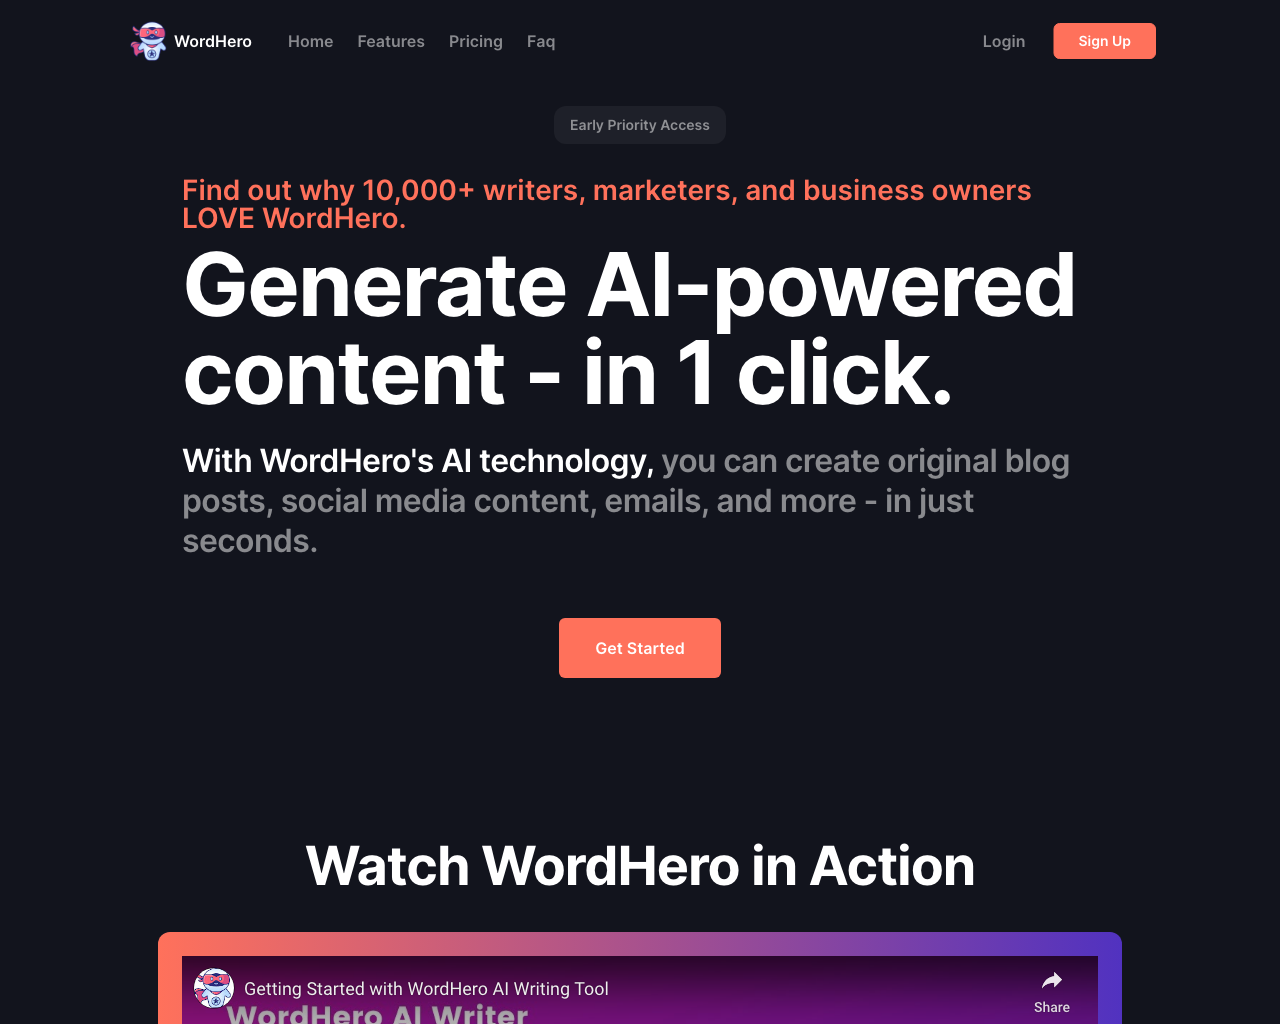 WordHero
Home
Features
Pricing
Faq
Login
Sign Up
Early Priority Access
Find out why 10,000+ writers, marketers, and business owners
LOVE WordHero.
Generate AI-powered
content - in 1 click.
With WordHero's AI technology, you can create original blog
posts, social media content, emails, and more - in just
seconds.
Get Started
Watch WordHero in Action
Getting Started with WordHero AI Writing Tool
Share
WordHero AI Writer